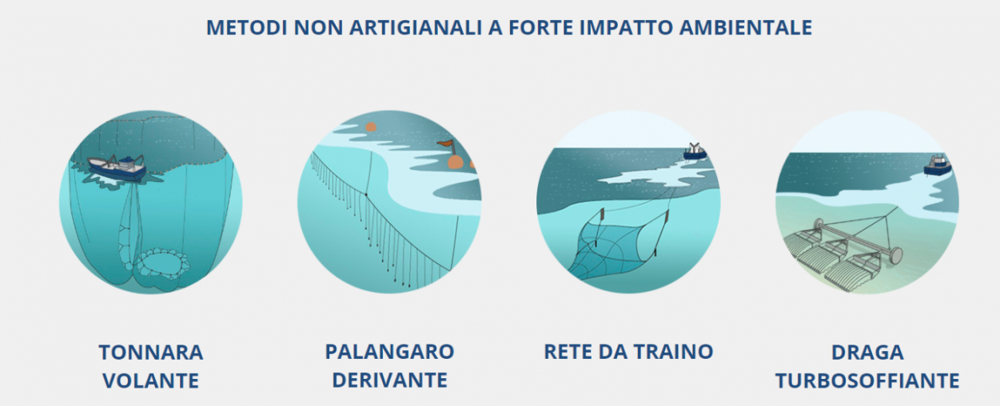 METODI NON ARTIGIANALI A FORTE IMPATTO AMBIENTALE
TONNARA
VOLANTE
PALANGARO
DERIVANTE
RETE DA TRAINO
DRAGA
TURBOSOFFIANTE